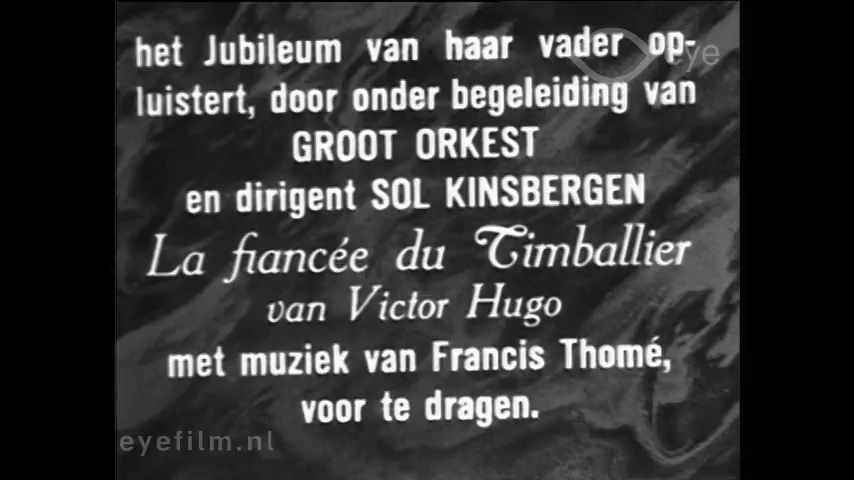 het Jubileum van haar vader op-
luistert, door onder begeleiding van
GROOT ORKEST
en dirigent SOL KINSBERGEN
La fiancée du Timballier
van Victor Hugo
met muziek van Francis Thomé,
voor te dragen.
eye
eyefilm.nl